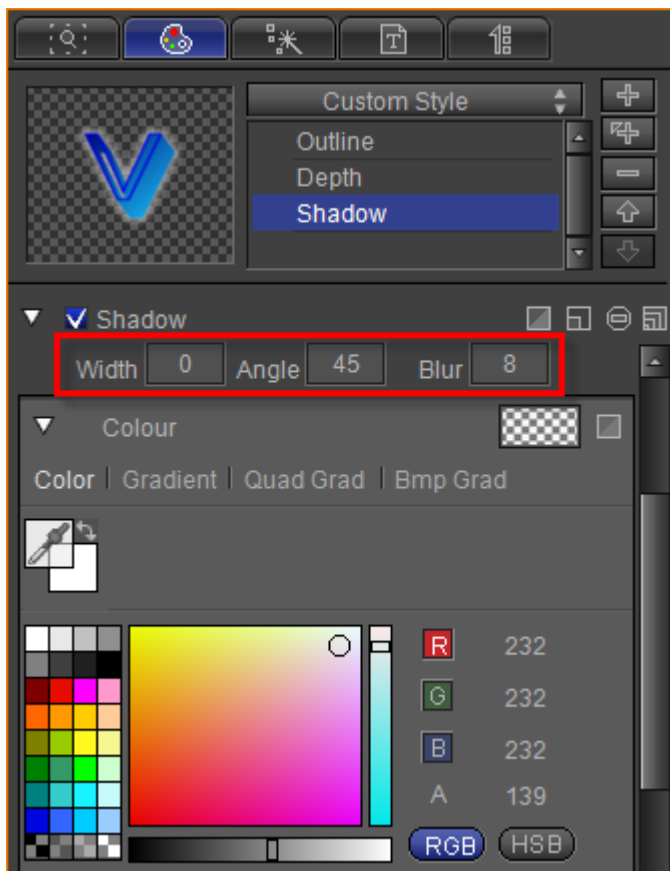 T
Custom Style
Outline
Depth
Shadow
Shadow
Width 0 Angle 45 Blur 8
Colour
Color | Gradient | Quad Grad | Bmp Grad
R 232
G 232
B 232
A 139
RGB HSB